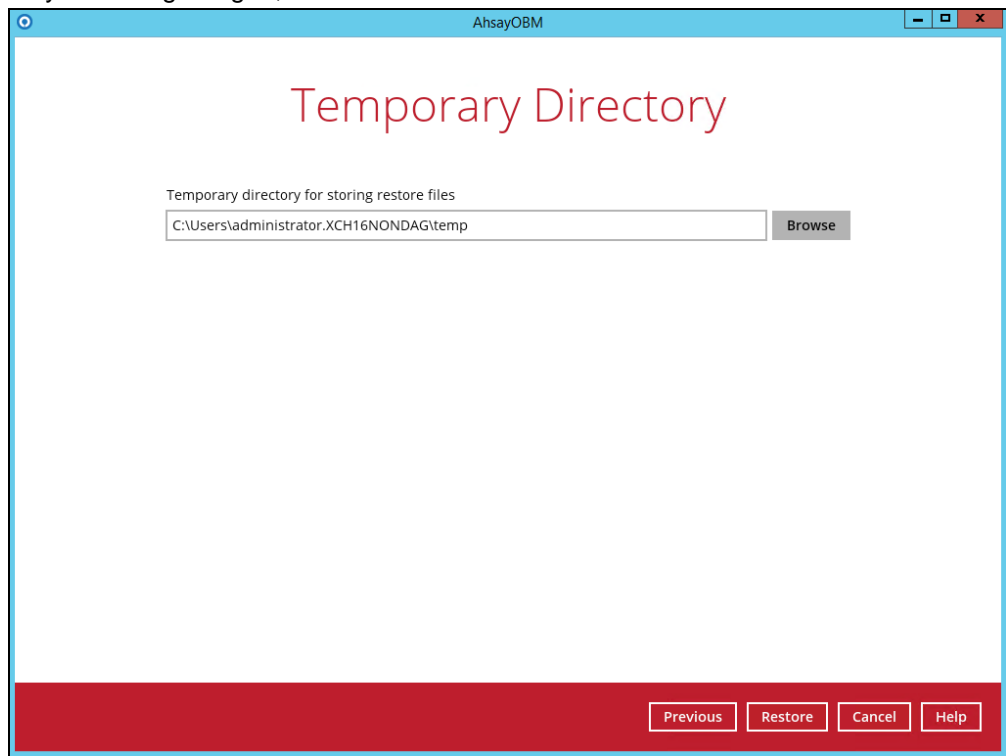 AhsayOBM
Temporary Directory
Temporary directory for storing restore files
C:\Users\administrator.XCH16NONDAG\temp
Browse
Previous Restore Cancel Help